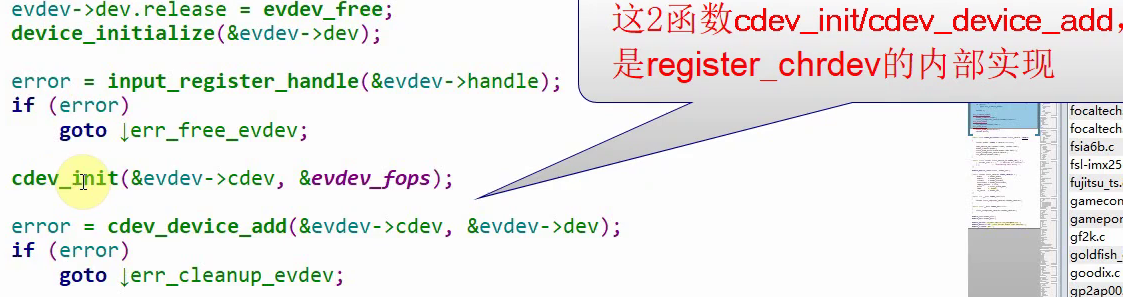 evdev->dev.release = evdev_free;
device_initialize(&evdev->dev);
error = input_register_handle(&evdev->handle);
if (error)
goto ↓err_free_evdev;
cdev_init(&evdev->cdev, &evdev_fops);
error = cdev_device_add(&evdev->cdev, &evdev->dev);
if (error)
goto ↓err_cleanup_evdev;
这2函数cdev_init/cdev_device_add,
是register_chrdev的内部实现
focaltech.
focaltech.
fsia6b.c
fsl-imx25
fujitsu_ts.
gamecon
gamepor
gf2k.c
goldfish_
goodix.c
gp2ap00